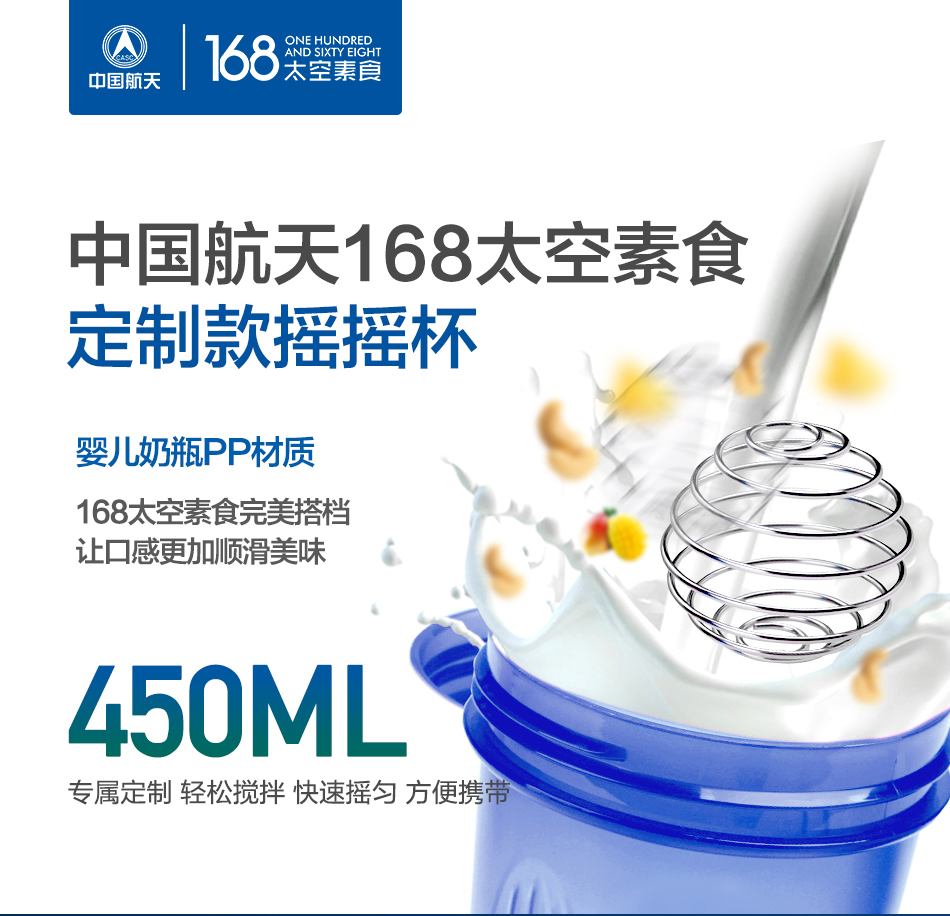 CASC
中国航天
168
ONE HUNDRED
AND SIXTY EIGHT
太空素食
中国航天168太空素食
定制款摇摇杯
婴儿奶瓶PP材质
168太空素食完美搭档
让口感更加顺滑美味
450ML
专属定制 轻松搅拌 快速摇匀 方便携带